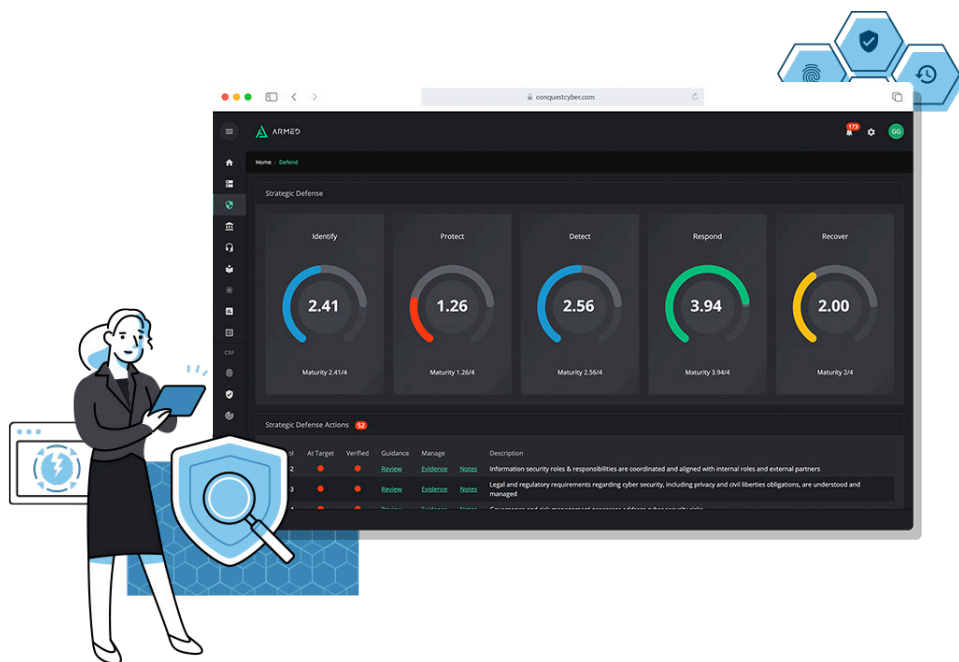 conquestcyber.com
ARMED
173
GG
Home › Defend
Strategic Defense
Identify Protect Detect Respond Recover
2.41 1.26 2.56 3.94 2.00
Maturity 2.41/4 Maturity 1.26/4 Maturity 2.56/4 Maturity 3.94/4 Maturity 2/4
CSF
Strategic Defense Actions 52
At Target Verified Guidance Manage Description
2 Review Evidence Notes Information security roles & responsibilities are coordinated and aligned with internal roles and external partners
3 Review Evidence Notes Legal and regulatory requirements regarding cyber security, including privacy and civil liberties obligations, are understood and
managed